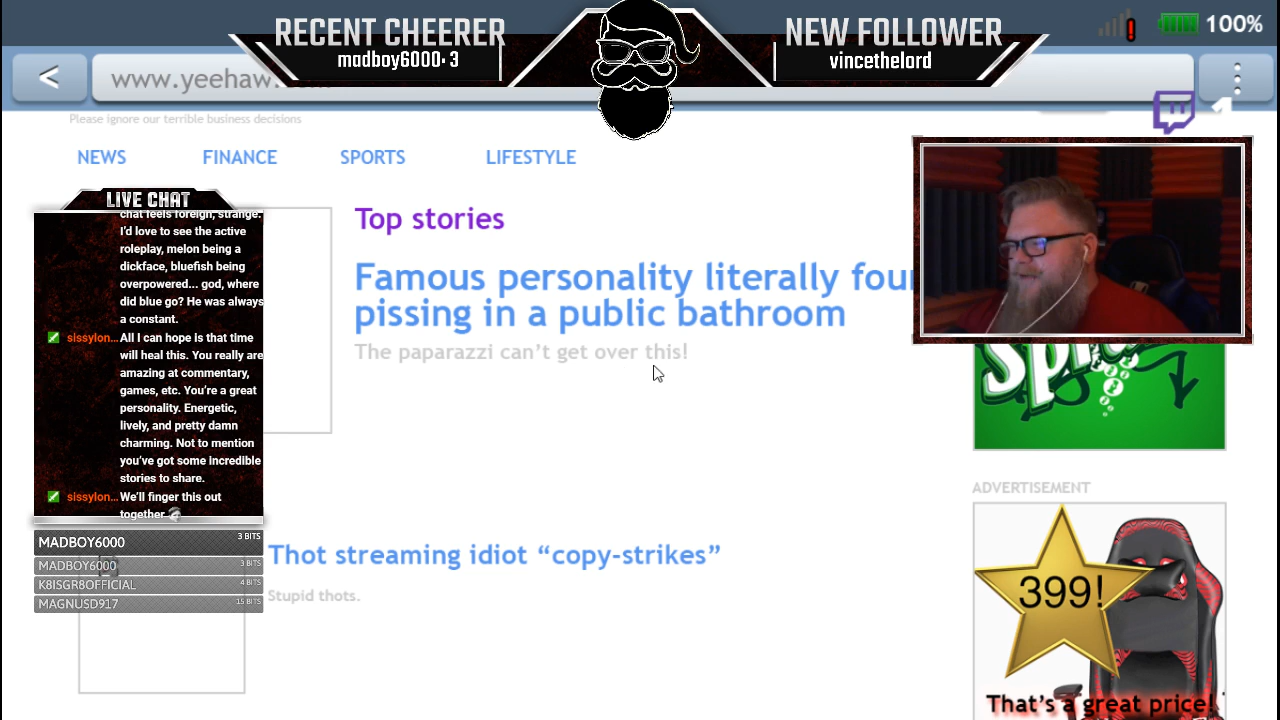 RECENT CHEERER
madboy6000· 3
NEW FOLLOWER
vincethelord
100%
<
www.yeehaw.
1
Please ignore our terrible business decisions
NEWS
FINANCE
SPORTS
LIFESTYLE
LIVE CHAT
chat feels foreign, strange.
I'd love to see the active
roleplay, melon being a
dickface, bluefish being
overpowered... god, where
did blue go? He was always
a constant.
sissylon... All I can hope is that time
will heal this. You really are
amazing at commentary,
games, etc. You're a great
personality. Energetic,
lively, and pretty damn
charming. Not to mention
you've got some incredible
stories to share.
sissylon... We'll finger this out
together
MADBOY6000 3 BITS
MADBOY6000 3 BITS
K8ISGR8OFFICIAL 4 BITS
MAGNUSD917 15 BITS
Top stories
Famous personality literally four
pissing in a public bathroom
The paparazzi can't get over this!
Thot streaming idiot “copy-strikes”
Stupid thots.
ADVERTISEMENT
399!
That's a great price!